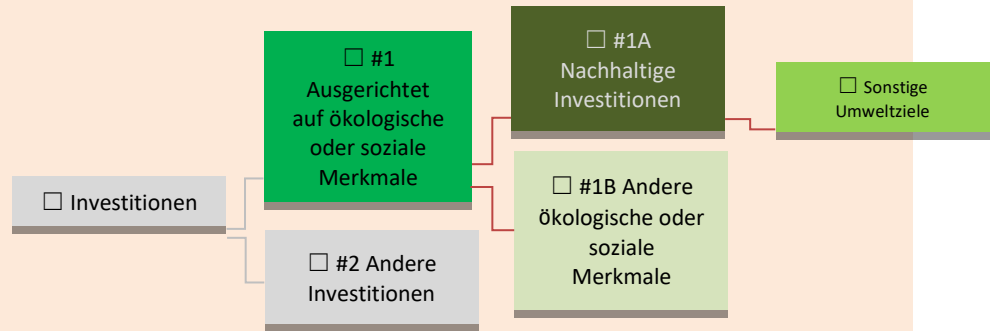 ☐ Investitionen
☐ #1
Ausgerichtet
auf ökologische
oder soziale
Merkmale
☐ #2 Andere
Investitionen
☐ #1A
Nachhaltige
Investitionen
☐ #1B Andere
ökologische oder
soziale
Merkmale
☐ Sonstige
Umweltziele